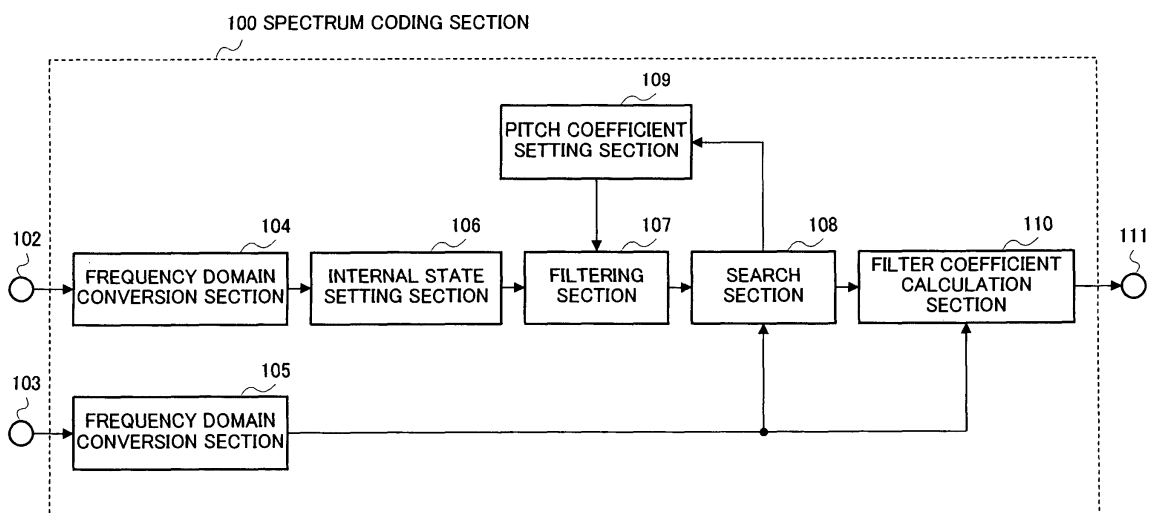 100 SPECTRUM CODING SECTION
109
PITCH COEFFICIENT
SETTING SECTION
102
104
FREQUENCY DOMAIN
CONVERSION SECTION
106
INTERNAL STATE
SETTING SECTION
107
FILTERING
SECTION
108
SEARCH
SECTION
110
FILTER COEFFICIENT
CALCULATION
SECTION
111
103
105
FREQUENCY DOMAIN
CONVERSION SECTION